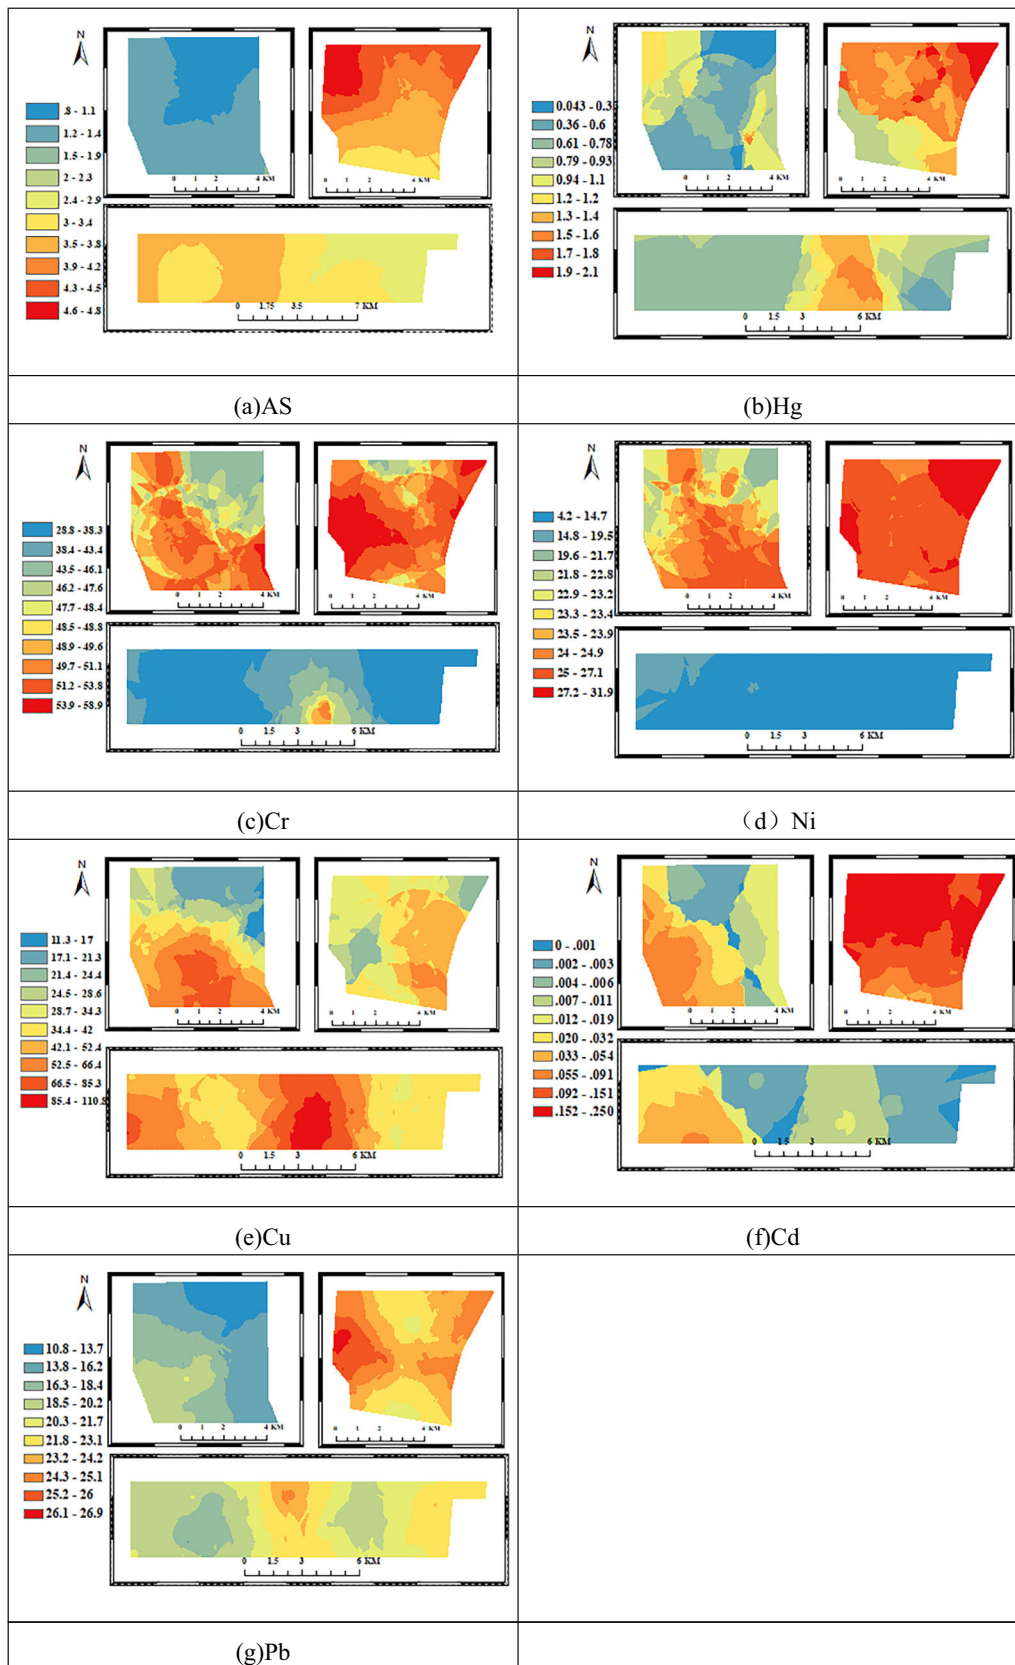 N
.8 - 1.1
1.2 - 1.4
1.5 - 1.9
2 - 2.3
2.4 - 2.9
3 - 3.4
3.5 - 3.8
3.9 - 4.2
4.3 - 4.5
4.6 - 4.8
0 2 4 KM
0 2 4 KM
0 1.75 3.5 7 KM
(a)AS
N
0.043 - 0.35
0.36 - 0.6
0.61 - 0.78
0.79 - 0.93
0.94 - 1.1
1.2 - 1.2
1.3 - 1.4
1.5 - 1.6
1.7 - 1.8
1.9 - 2.1
0 2 4 KM
0 2 4 KM
0 1.5 3 6 KM
(b)Hg
N
28.8 - 38.3
38.4 - 43.4
43.5 - 46.1
46.2 - 47.6
47.7 - 48.4
48.5 - 48.8
48.9 - 49.6
49.7 - 51.1
51.2 - 53.8
53.9 - 58.9
0 1 2 4 KM
0 1 2 4 KM
0 1.5 3 6 KM
(c)Cr
N
4.2 - 14.7
14.8 - 19.5
19.6 - 21.7
21.8 - 22.8
22.9 - 23.2
23.3 - 23.4
23.5 - 23.9
24 - 24.9
25 - 27.1
27.2 - 31.9
0 1 2 4 KM
0 1 2 4 KM
0 1.5 3 6 KM
（d）Ni
N
11.3 - 17
17.1 - 21.3
21.4 - 24.4
24.5 - 28.6
28.7 - 34.3
34.4 - 42
42.1 - 52.4
52.5 - 66.4
66.5 - 85.3
85.4 - 110.8
0 1 2 4 KM
0 1 2 4 KM
0 1.5 3 6 KM
(e)Cu
N
0 - .001
.002 - .003
.004 - .006
.007 - .011
.012 - .019
.020 - .032
.033 - .054
.055 - .091
.092 - .151
.152 - .250
0 1 2 4 KM
0 1 2 4 KM
0 1.5 3 6 KM
(f)Cd
N
10.8 - 13.7
13.8 - 16.2
16.3 - 18.4
18.5 - 20.2
20.3 - 21.7
21.8 - 23.1
23.2 - 24.2
24.3 - 25.1
25.2 - 26
26.1 - 26.9
0 1 2 4 KM
0 1 2 4 KM
0 1.5 3 6 KM
(g)Pb